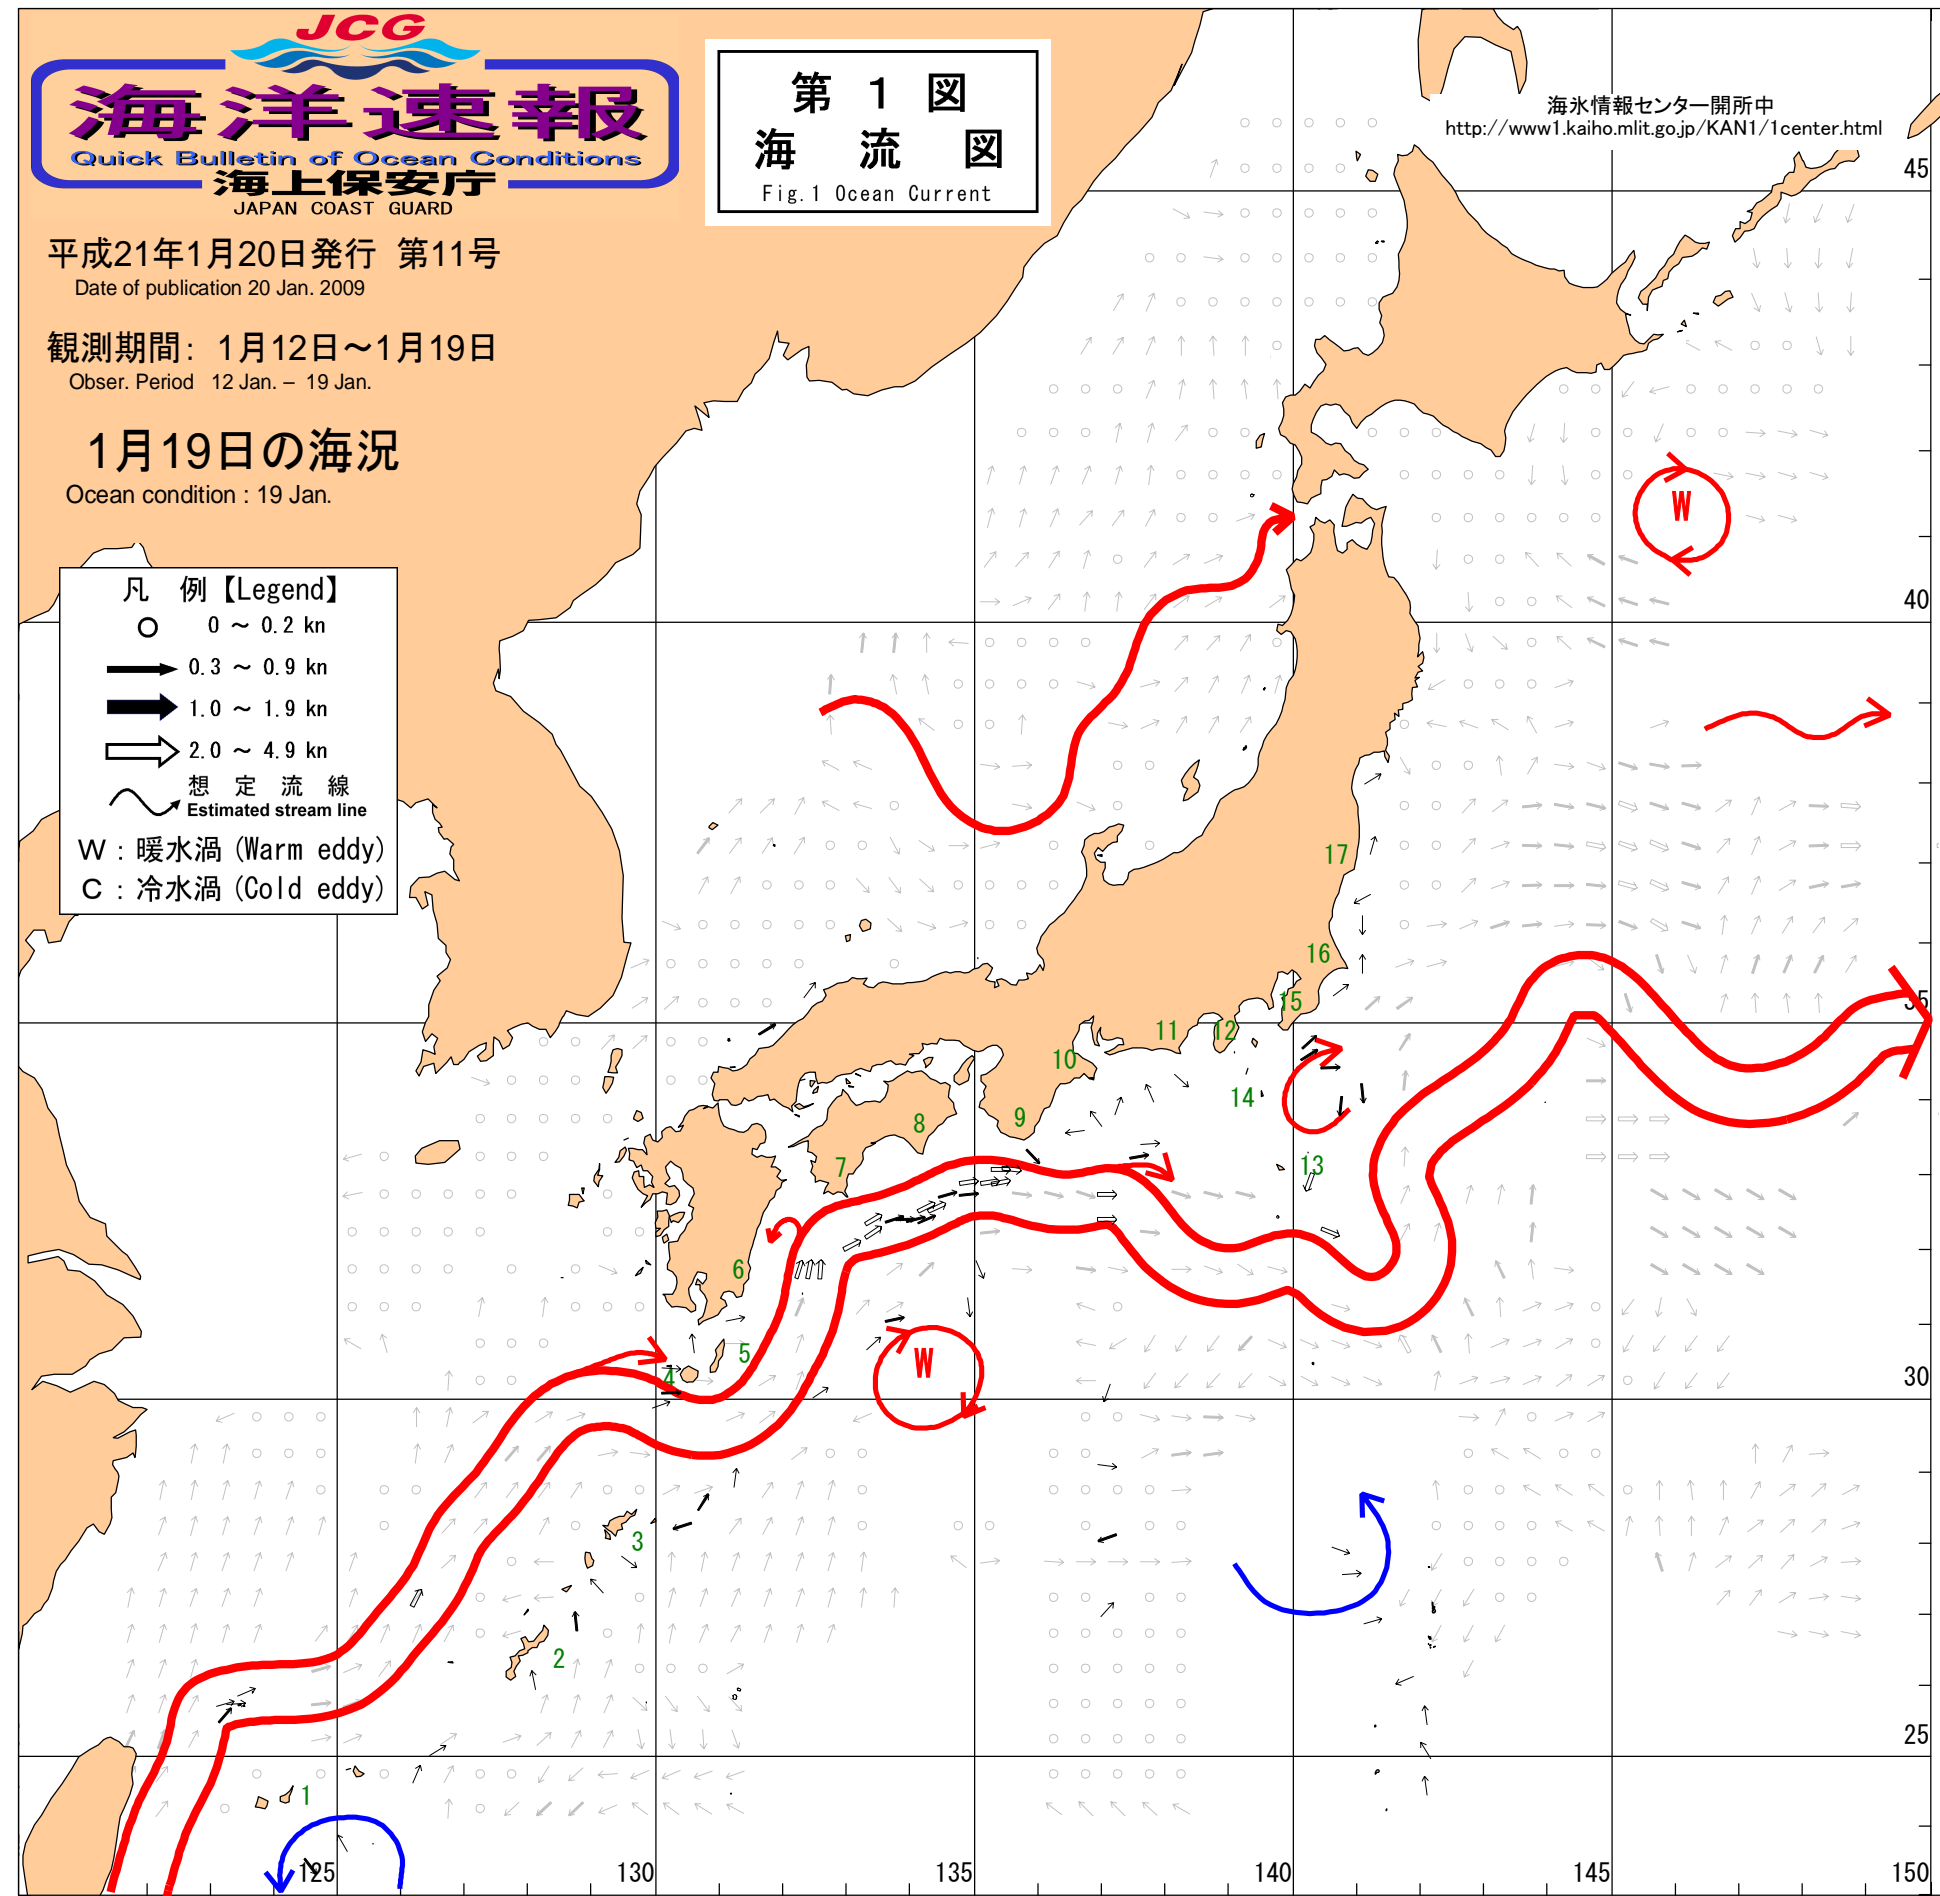 JCG
海洋速報
Quick Bulletin of Ocean Conditions
海上保安庁
JAPAN COAST GUARD
第 1 図
海 流 図
Fig.1 Ocean Current
海氷情報センター開所中
http://www1.kaiho.mlit.go.jp/KAN1/1center.html
平成21年1月20日発行 第11号
Date of publication 20 Jan. 2009
観測期間: 1月12日～1月19日
Obser. Period 12 Jan. – 19 Jan.
1月19日の海況
Ocean condition : 19 Jan.
凡 例【Legend】
0 ～ 0.2 kn
0.3 ～ 0.9 kn
1.0 ～ 1.9 kn
2.0 ～ 4.9 kn
想 定 流 線
Estimated stream line
W : 暖水渦 (Warm eddy)
C : 冷水渦 (Cold eddy)
45
W
40
17
16
35
15
12
11
10
14
9
8
13
7
6
5
W
4
30
3
2
25
1
125
130
135
140
145
150